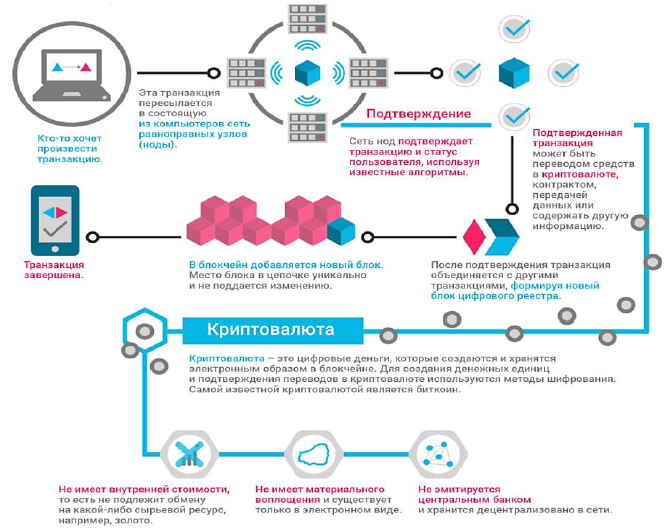 Кто-то хочет
произвести
транзакцию.
Эта транзакция
пересылается
в состоящую
из компьютеров сеть
равноправных узлов
(ноды).
Подтверждение
Сеть нод подтверждает
транзакцию и статус
пользователя, используя
известные алгоритмы.
Подтвержденная
транзакция
может быть
переводом средств
в криптовалюте,
контрактом,
передачей
данных или
содержать другую
информацию.
Транзакция
завершена.
В блокчейн добавляется новый блок.
Место блока в цепочке уникально
и не поддается изменению.
После подтверждения транзакция
объединяется с другими
транзакциями, формируя новый
блок цифрового реестра.
Криптовалюта
Криптовалюта — это цифровые деньги, которые создаются и хранятся
электронным образом в блокчейне. Для создания денежных единиц
и подтверждения переводов в криптовалюте используются методы шифрования.
Самой известной криптовалютой является биткоин.
Не имеет внутренней стоимости,
то есть не подлежит обмену
на какой-либо сырьевой ресурс,
например, золото.
Не имеет материального
воплощения и существует
только в электронном виде.
Не эмитируется
центральным банком
и хранится децентрализовано в сети.